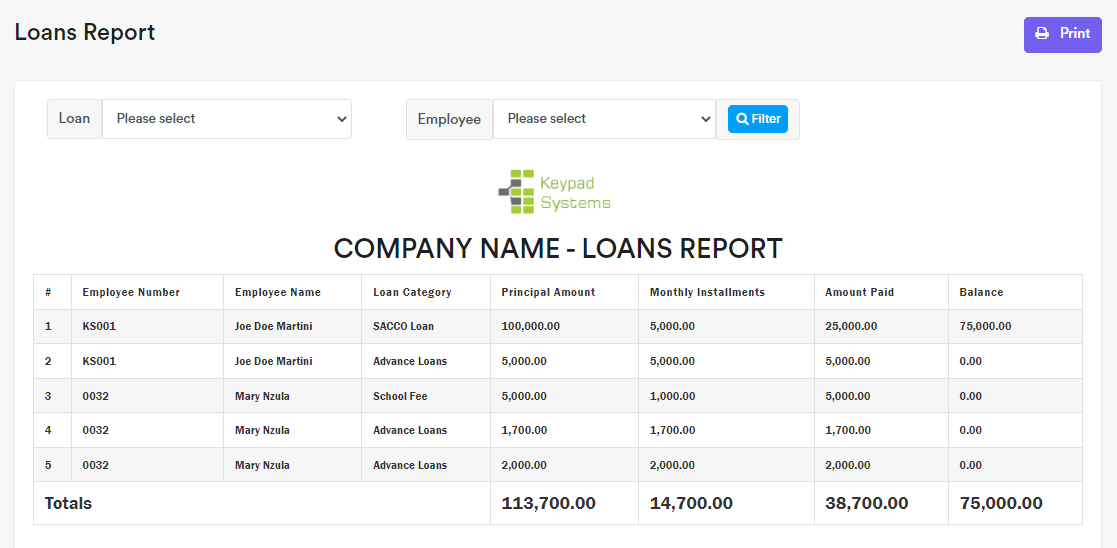 Loans Report
Print
Loan Please select Employee Please select Filter
Keypad
Systems
COMPANY NAME - LOANS REPORT
# Employee Number Employee Name Loan Category Principal Amount Monthly Installments Amount Paid Balance
1 KS001 Joe Doe Martini SACCO Loan 100,000.00 5,000.00 25,000.00 75,000.00
2 KS001 Joe Doe Martini Advance Loans 5,000.00 5,000.00 5,000.00 0.00
3 0032 Mary Nzula School Fee 5,000.00 1,000.00 5,000.00 0.00
4 0032 Mary Nzula Advance Loans 1,700.00 1,700.00 1,700.00 0.00
5 0032 Mary Nzula Advance Loans 2,000.00 2,000.00 2,000.00 0.00
Totals 113,700.00 14,700.00 38,700.00 75,000.00